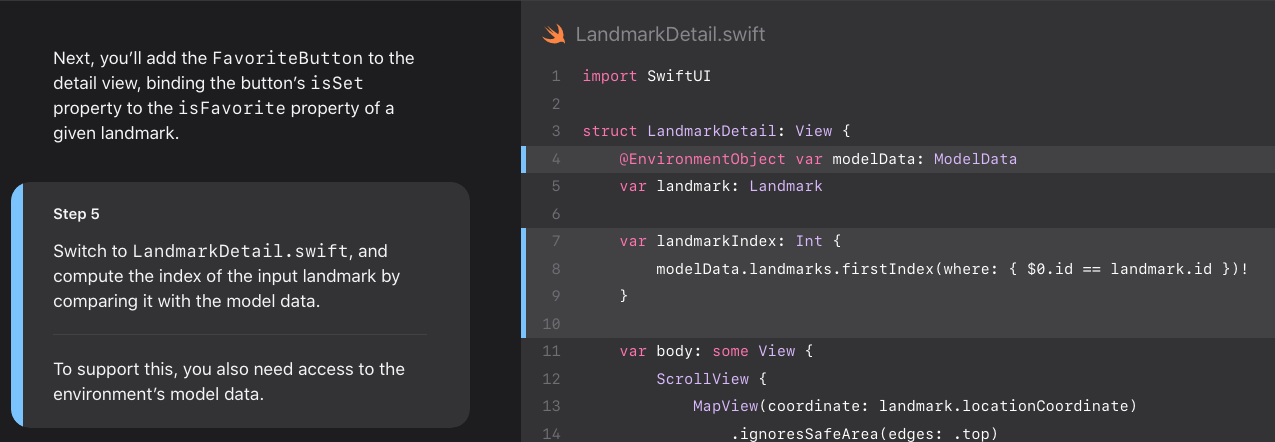 Next, you’ll add the FavoriteButton to the
detail view, binding the button’s isSet
property to the isFavorite property of a
given landmark.
Step 5
Switch to LandmarkDetail.swift, and
compute the index of the input landmark by
comparing it with the model data.
To support this, you also need access to the
environment’s model data.
LandmarkDetail.swift
1 import SwiftUI
2
3 struct LandmarkDetail: View {
4     @EnvironmentObject var modelData: ModelData
5     var landmark: Landmark
6
7     var landmarkIndex: Int {
8         modelData.landmarks.firstIndex(where: { $0.id == landmark.id })!
9     }
10
11     var body: some View {
12         ScrollView {
13             MapView(coordinate: landmark.locationCoordinate)
14                 .ignoresSafeArea(edges: .top)